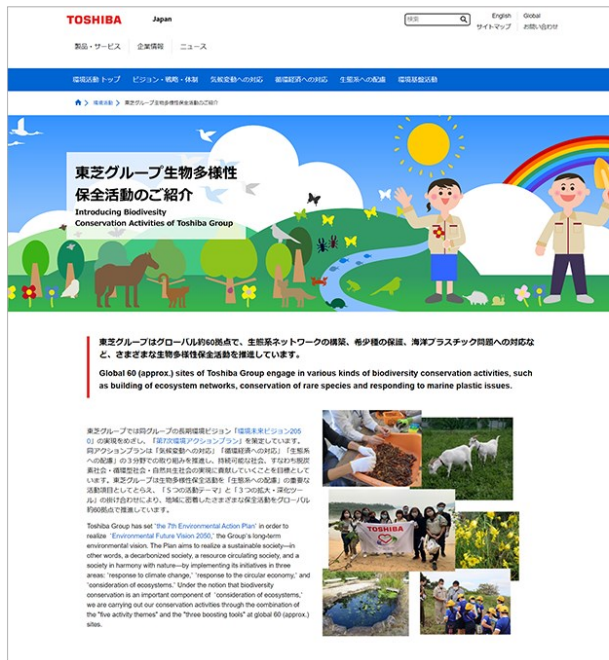 TOSHIBA
Japan
検索
English
Global
サイトマップ
お問い合わせ
製品・サービス
企業情報
ニュース
環境活動 トップ
ビジョン・戦略・体制
気候変動への対応
循環経済への対応
生態系への配慮
環境基盤活動
環境活動
東芝グループ生物多様性保全活動のご紹介
東芝グループ生物多様性
保全活動のご紹介
Introducing Biodivesity
Conservation Activities of Toshiba Group
東芝グループはグローバル約60拠点で、生態系ネットワークの構築、希少種の保護、海洋プラスチック問題への対応な
ど、さまざまな生物多様性保全活動を推進しています。
Global 60 (approx.) sites of Toshiba Group engage in various kinds of biodiversity conservation activities, such
as building of ecosystem networks, conservation of rare species and responding to marine plastic issues.
東芝グループでは同グループの長期環境ビジョン「環境未来ビジョン205
0」の実現をめざし、「第7次環境アクションプラン」を策定しています。
同アクションプランは「気候変動への対応」「循環経済への対応」「生態系
への配慮」の３分野での取り組みを推進し、持続可能な社会、すなわち脱炭
素社会・循環型社会・自然共生社会の実現に貢献していくことを目標として
います。東芝グループは生物多様性保全活動を「生態系への配慮」の重要な
活動項目としてとらえ、「５つの活動テーマ」と「３つの拡大・深化ツー
ル」の掛け合わせにより、地域に密着したさまざまな保全活動をグローバル
約60拠点で推進しています。
Toshiba Group has set 'the 7th Environmental Action Plan' in order to
realize 'Environmental Future Vision 2050,' the Group's long-term
environmental vision. The Plan aims to realize a sustainable society—in
other words, a decarbonized society, a resource circulating society, and a
society in harmony with nature—by implementing its initiatives in three
areas: 'response to climate change,' 'response to the circular economy,' and
'consideration of ecosystems.' Under the notion that biodiversity
conservation is an important component of 'consideration of ecosystems,'
we are carrying out our conservation activities through the combination of
the "five activity themes" and the "three boosting tools" at global 60 (approx.)
sites.
TOSHIBA